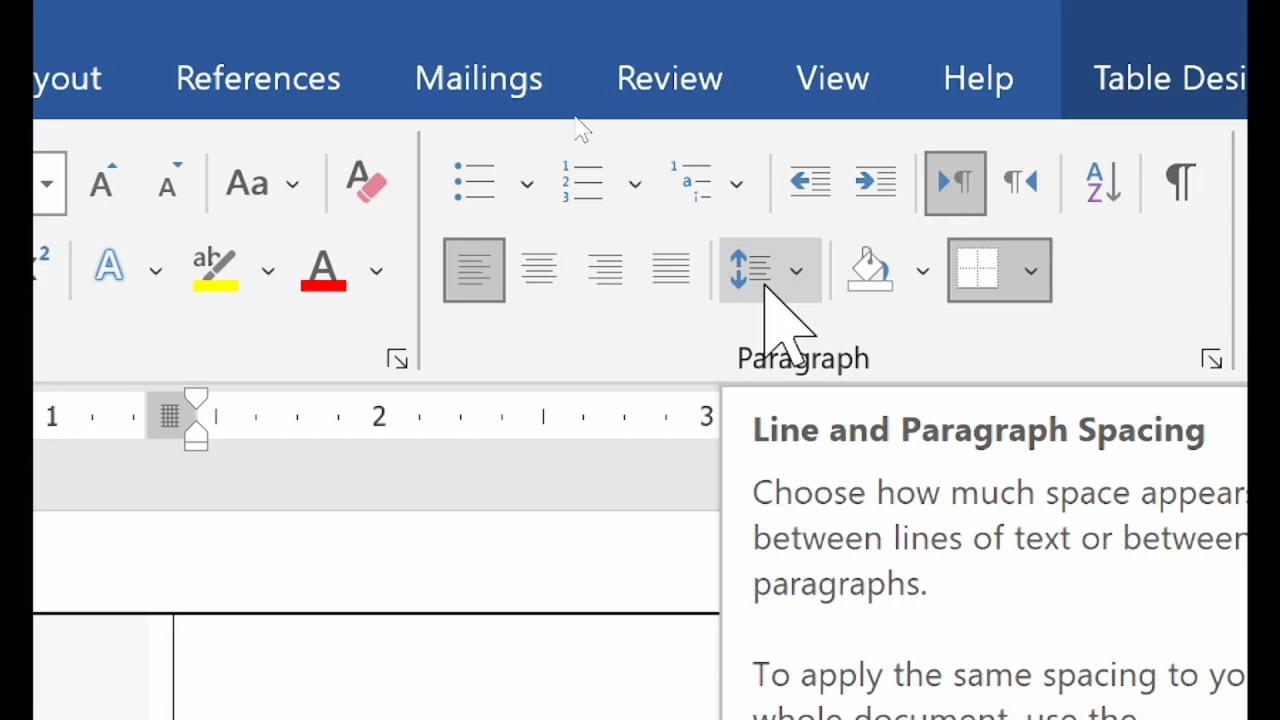 yout References Mailings Review View Help Table Desi
Aa
Paragraph
1 2 3
Line and Paragraph Spacing
Choose how much space appears
between lines of text or between
paragraphs.
To apply the same spacing to yo
whole document, use the